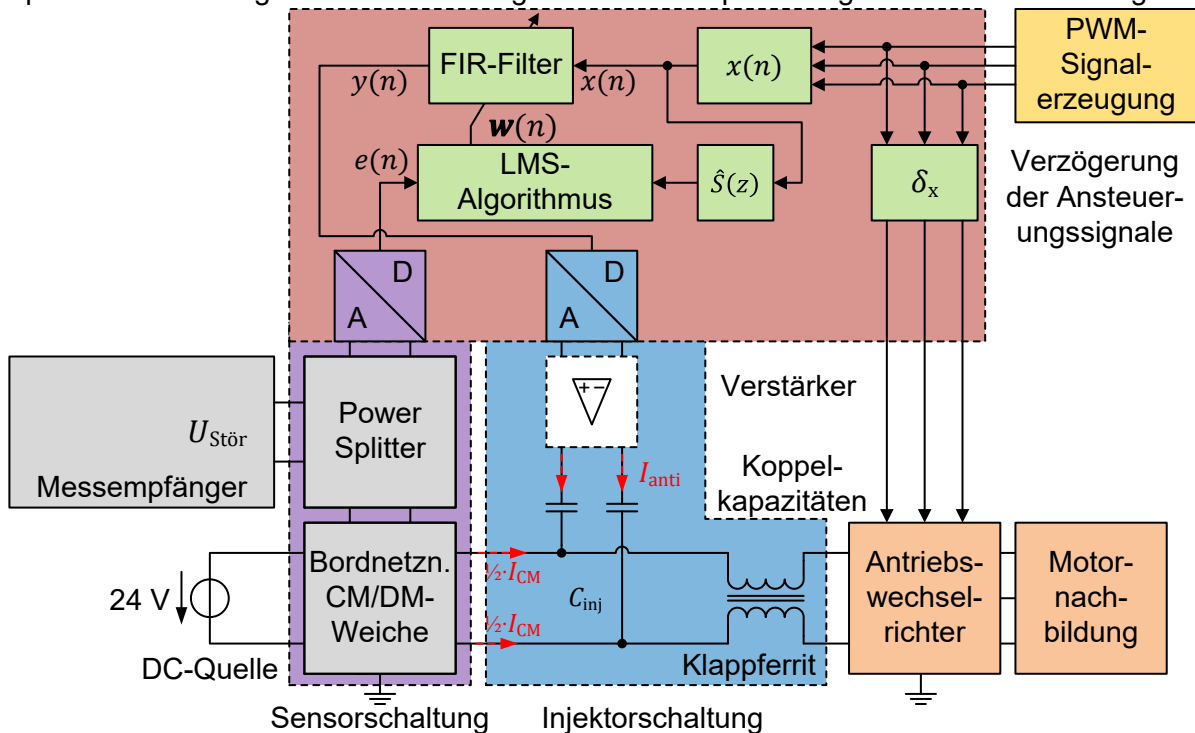 PWM-
Signal-
erzeugung
FIR-Filter
x(n)
y(n)
x(n)
w(n)
e(n)
LMS-
Algorithmus
Ŝ(z)
δx
Verzögerung
der Ansteuer-
ungssignale
D
A
D
A
Verstärker
Power
Splitter
UStör
Messempfänger
+ −
Ianti
Koppel-
kapazitäten
Bordnetzn.
CM/DM-
Weiche
½·ICM
½·ICM
24 V
Cinj
Antriebs-
wechsel-
richter
Motor-
nach-
bildung
DC-Quelle
Klappferrit
Sensorschaltung
Injektorschaltung